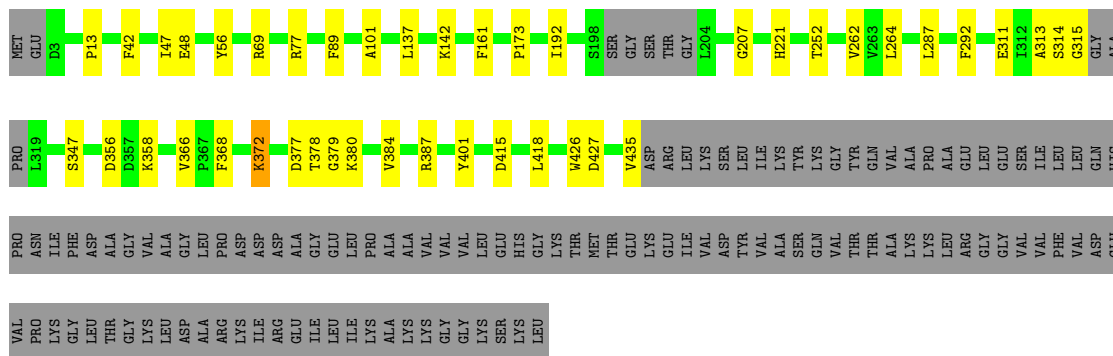 MET GLU D3 P13 F42 I47 E48 Y56 R69 R77 F89 A101 L137 K142 F161 P173 I192 S198 SER GLY SER THR GLY L204 G207 H221 T252 V262 V263 L264 L287 F292 E311 I312 A313 S314 G315 GLY ALA
PRO L319 S347 D356 D357 K358 V366 P367 F368 K372 D377 T378 G379 K380 V384 R387 Y401 D415 L418 W426 D427 V435 ASP ARG LEU LYS SER LEU ILE LYS TYR LYS GLY TYR GLN VAL ALA PRO ALA GLU LEU GLU SER ILE LEU LEU GLN HIS
PRO ASN ILE PHE ASP ALA GLY VAL ALA GLY LEU PRO ASP ASP ASP ALA GLY GLU LEU PRO ALA ALA VAL VAL VAL LEU GLU HIS GLY LYS THR MET THR GLU LYS GLU ILE VAL ASP TYR VAL ALA SER GLN VAL THR THR ALA LYS LYS LEU ARG GLY GLY VAL VAL PHE VAL ASP GLU
VAL PRO LYS GLY LEU THR GLY LYS LEU ASP ALA ARG LYS ILE ARG GLU ILE LEU ILE LYS ALA LYS LYS GLY GLY LYS SER LYS LEU